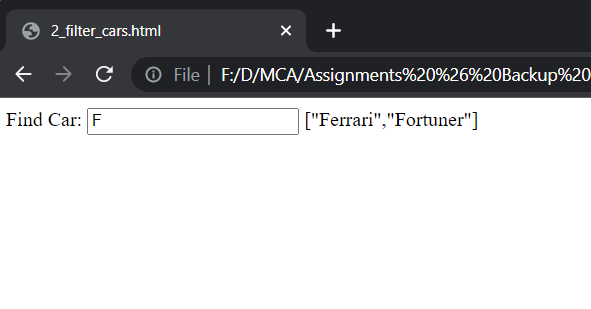 2_filter_cars.html
File F:/D/MCA/Assignments%20%26%20Backup%20
Find Car: F ["Ferrari","Fortuner"]